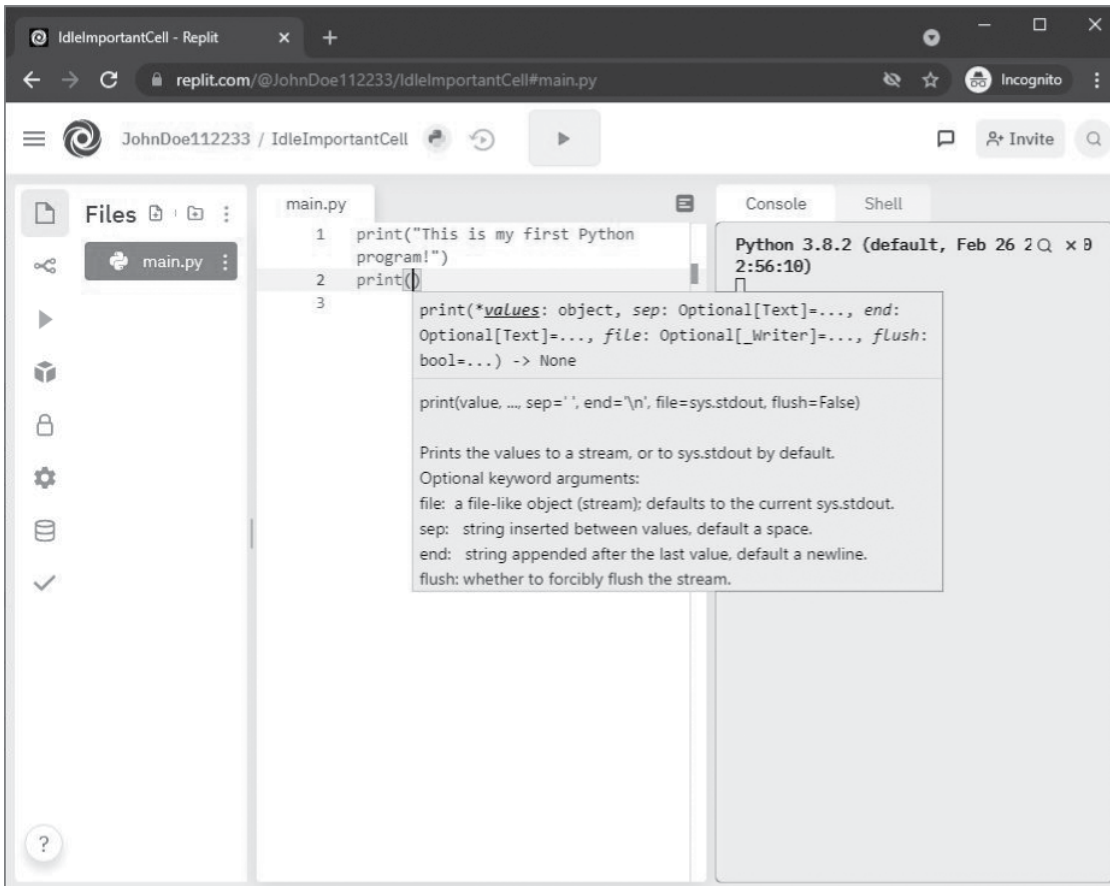 IdleImportantCell - Replit
replit.com/@JohnDoe112233/IdleImportantCell#main.py
Incognito
JohnDoe112233 / IdleImportantCell
Invite
Files
main.py
main.py
1 print("This is my first Python
program!")
2 print()
3
print(*values: object, sep: Optional[Text]=..., end:
Optional[Text]=..., file: Optional[_Writer]=..., flush:
bool=...) -> None
print(value, ..., sep=' ', end='\n', file=sys.stdout, flush=False)
Prints the values to a stream, or to sys.stdout by default.
Optional keyword arguments:
file: a file-like object (stream); defaults to the current sys.stdout.
sep: string inserted between values, default a space.
end: string appended after the last value, default a newline.
flush: whether to forcibly flush the stream.
Console Shell
Python 3.8.2 (default, Feb 26 2
2:56:10)
?